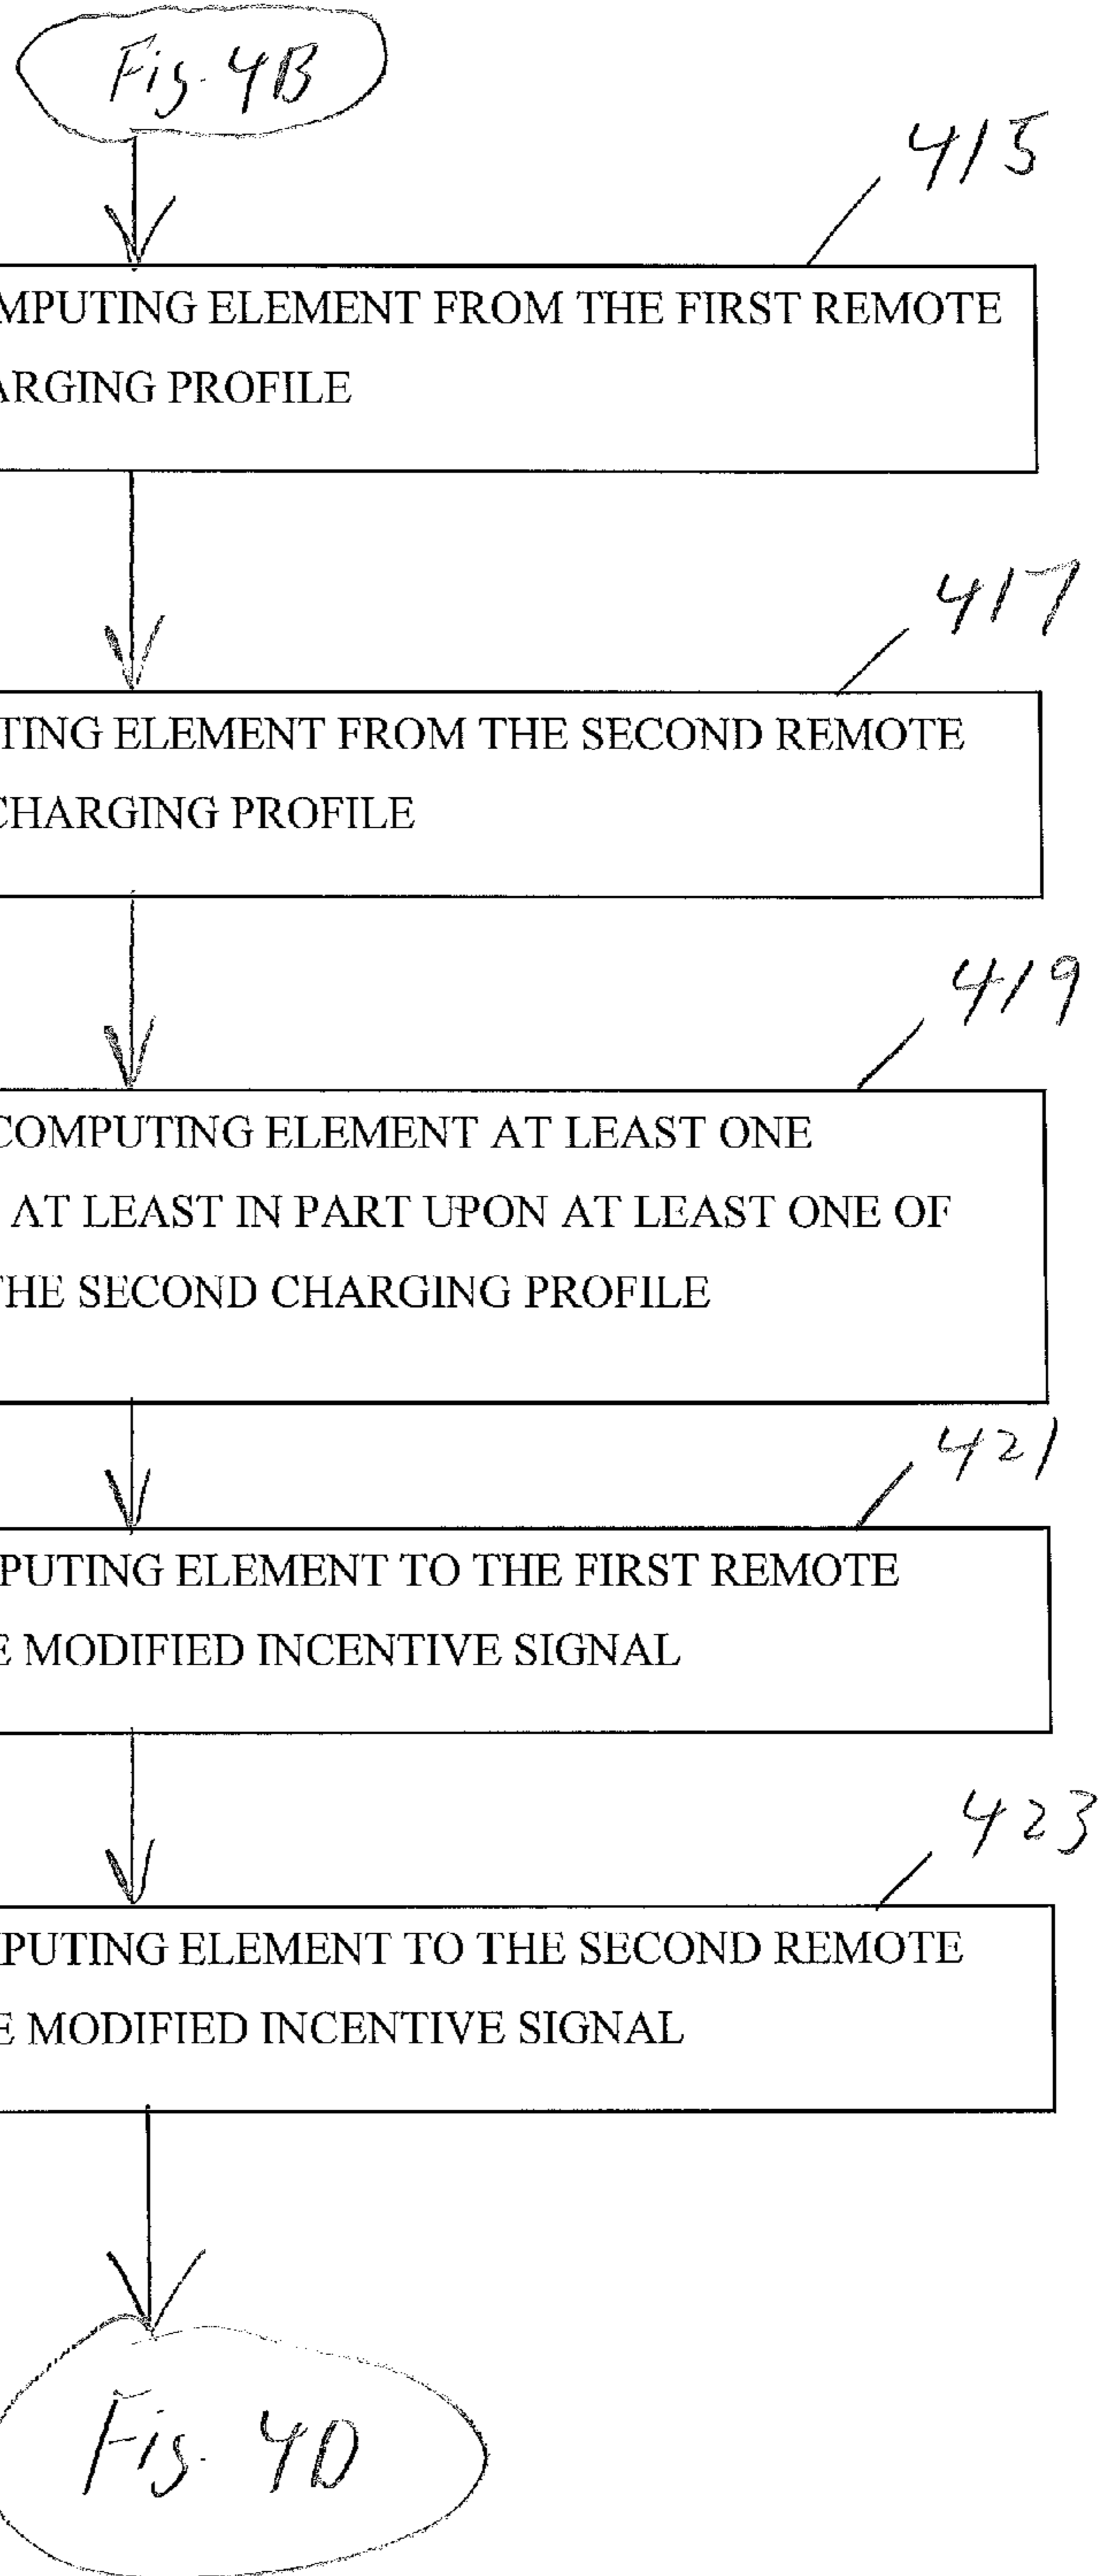 Fig. 4B
415
MPUTING ELEMENT FROM THE FIRST REMOTE
ARGING PROFILE
417
TING ELEMENT FROM THE SECOND REMOTE
CHARGING PROFILE
419
COMPUTING ELEMENT AT LEAST ONE
AT LEAST IN PART UPON AT LEAST ONE OF
THE SECOND CHARGING PROFILE
421
PUTING ELEMENT TO THE FIRST REMOTE
E MODIFIED INCENTIVE SIGNAL
423
PUTING ELEMENT TO THE SECOND REMOTE
E MODIFIED INCENTIVE SIGNAL
Fig. 4D